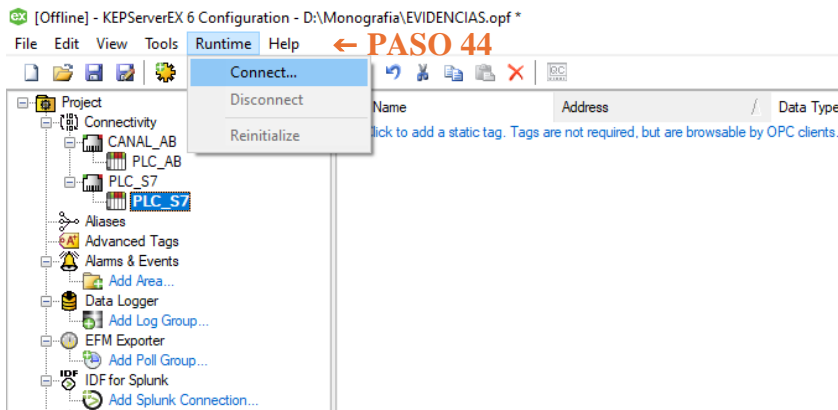 [Offline] - KEPServerEX 6 Configuration - D:\Monografia\EVIDENCIAS.opf *
File Edit View Tools Runtime Help ← PASO 44
Connect...
Disconnect
Reinitialize
Name Address / Data Type
Click to add a static tag. Tags are not required, but are browsable by OPC clients.
Project
Connectivity
CANAL_AB
PLC_AB
PLC_S7
PLC_S7
Aliases
Advanced Tags
Alarms & Events
Add Area...
Data Logger
Add Log Group...
EFM Exporter
Add Poll Group...
IDF for Splunk
Add Splunk Connection...